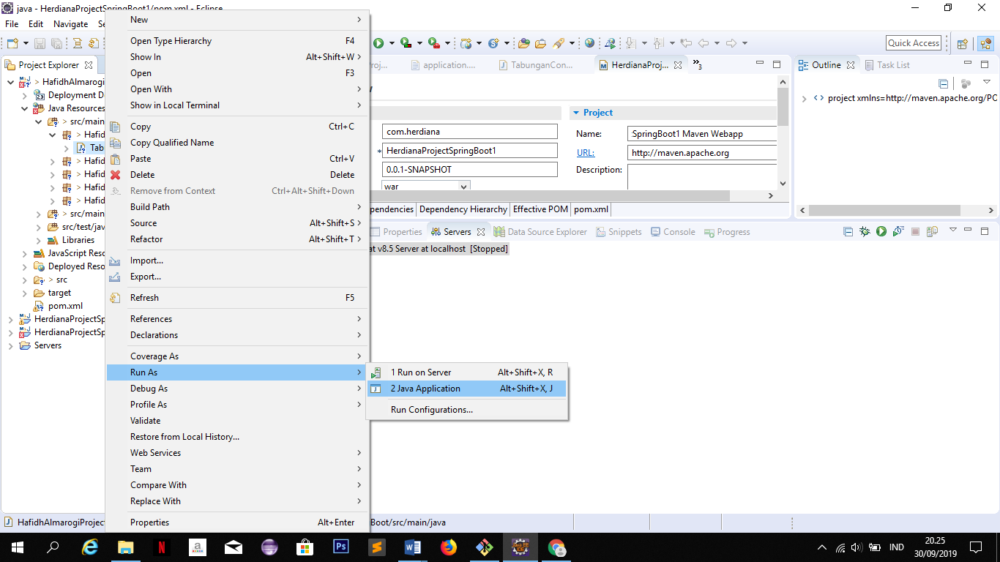 java - HerdianaProjectSpringBoot1/pom.xml - Eclipse
File Edit Navigate Se
Quick Access
Project Explorer
> HafidhAlmarogi
Deployment D
Java Resources
> src/main
> Hafid
Tab
> Hafid
> Hafid
> Hafid
> Hafid
> src/main
src/test/jav
Libraries
JavaScript Reso
Deployed Reso
> src
target
pom.xml
HerdianaProjectSp
HerdianaProjectSp
Servers
New
Open Type Hierarchy F4
Show In Alt+Shift+W >
Open F3
Open With
Show in Local Terminal
Copy Ctrl+C
Copy Qualified Name
Paste Ctrl+V
Delete Delete
Remove from Context Ctrl+Alt+Shift+Down
Build Path
Source Alt+Shift+S >
Refactor Alt+Shift+T >
Import...
Export...
Refresh F5
References
Declarations
Coverage As
Run As
Debug As
Profile As
Validate
Restore from Local History...
Web Services
Team
Compare With
Replace With
Properties Alt+Enter
1 Run on Server Alt+Shift+X, R
2 Java Application Alt+Shift+X, J
Run Configurations...
roj...
application....
TabunganCon...
HerdianaProj...
3
com.herdiana
* HerdianaProjectSpringBoot1
0.0.1-SNAPSHOT
war
Project
Name: SpringBoot1 Maven Webapp
URL: http://maven.apache.org
Description:
pendencies Dependency Hierarchy Effective POM pom.xml
Outline Task List
project xmlns=http://maven.apache.org/PO
Properties Servers Data Source Explorer Snippets Console Progress
at v8.5 Server at localhost [Stopped]
HafidhAlmarogiProject
Boot/src/main/java
IND
20.25
30/09/2019